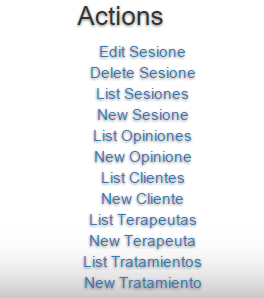 Actions
Edit Sesione
Delete Sesione
List Sesiones
New Sesione
List Opiniones
New Opinione
List Clientes
New Cliente
List Terapeutas
New Terapeuta
List Tratamientos
New Tratamiento